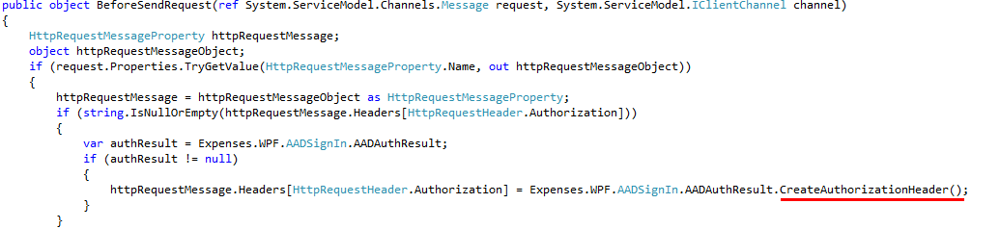 public object BeforeSendRequest(ref System.ServiceModel.Channels.Message request, System.ServiceModel.IClientChannel channel)
{
HttpRequestMessageProperty httpRequestMessage;
object httpRequestMessageObject;
if (request.Properties.TryGetValue(HttpRequestMessageProperty.Name, out httpRequestMessageObject))
{
httpRequestMessage = httpRequestMessageObject as HttpRequestMessageProperty;
if (string.IsNullOrEmpty(httpRequestMessage.Headers[HttpRequestHeader.Authorization]))
{
var authResult = Expenses.WPF.AADSignIn.AADAuthResult;
if (authResult != null)
{
httpRequestMessage.Headers[HttpRequestHeader.Authorization] = Expenses.WPF.AADSignIn.AADAuthResult.CreateAuthorizationHeader();
}
}